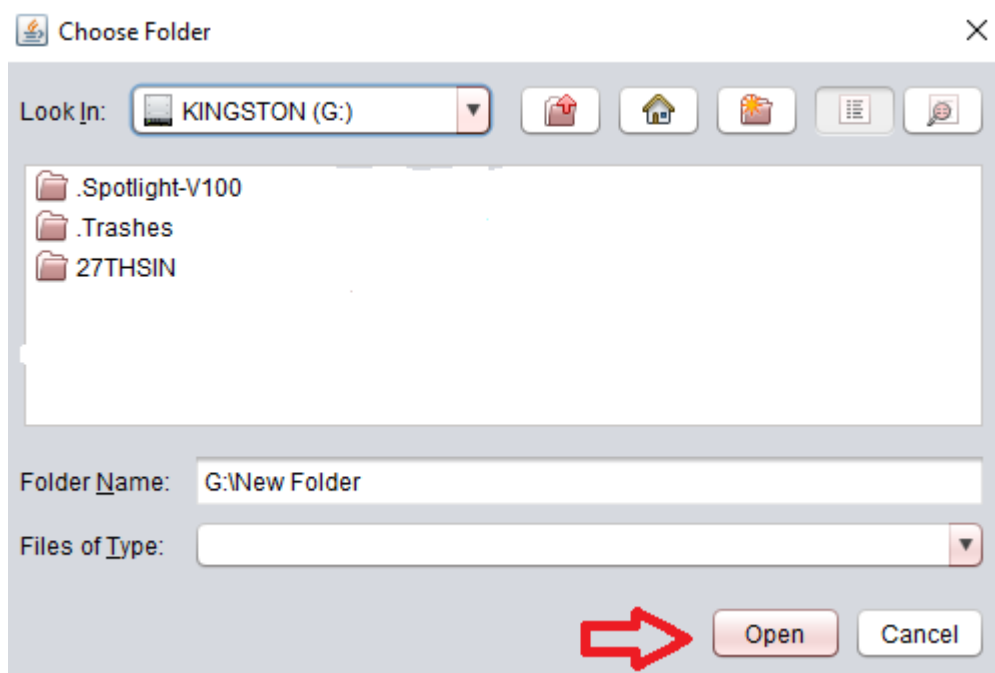 Choose Folder
Look In: KINGSTON (G:)
.Spotlight-V100
.Trashes
27THSIN
Folder Name: G:\New Folder
Files of Type:
Open Cancel